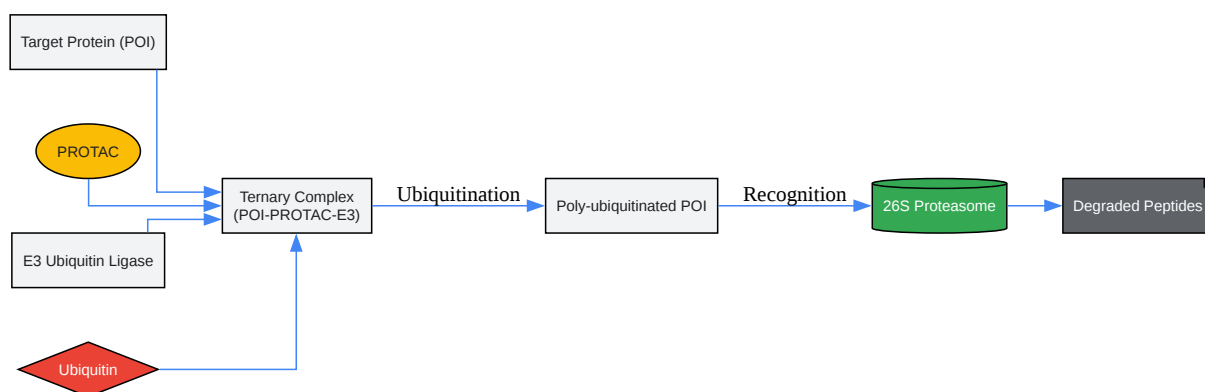 Target Protein (POI)
PROTAC
E3 Ubiquitin Ligase
Ubiquitin
Ternary Complex
(POI-PROTAC-E3)
Ubiquitination
Poly-ubiquitinated POI
Recognition
26S Proteasome
Degraded Peptides